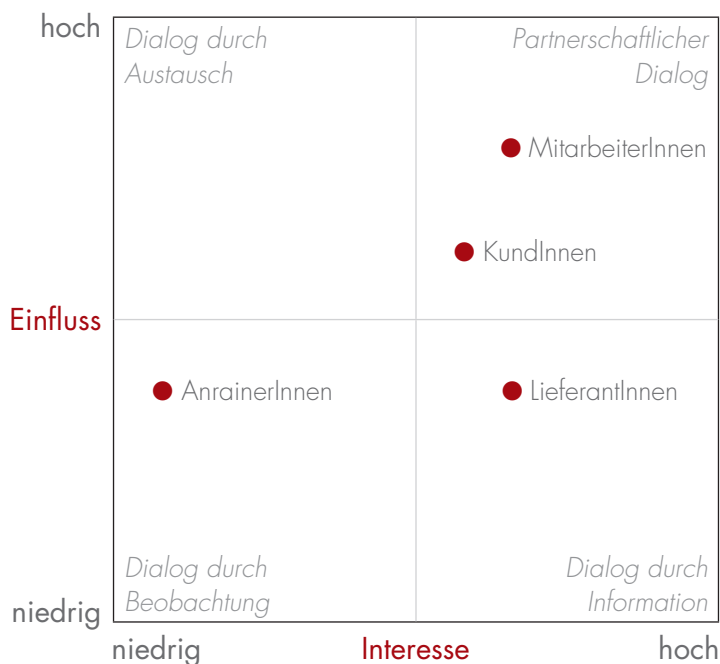 hoch
Dialog durch
Austausch
Partnerschaftlicher
Dialog
MitarbeiterInnen
KundInnen
Einfluss
AnrainerInnen
LieferantInnen
Dialog durch
Beobachtung
Dialog durch
Information
niedrig
niedrig
Interesse
hoch